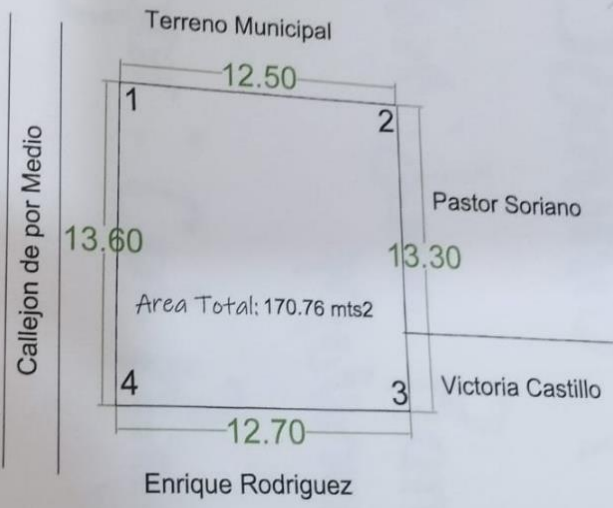 Terreno Municipal
12.50
1
2
Callejon de por Medio
Pastor Soriano
13.60
13.30
Area Total: 170.76 mts2
4
3
Victoria Castillo
12.70
Enrique Rodriguez